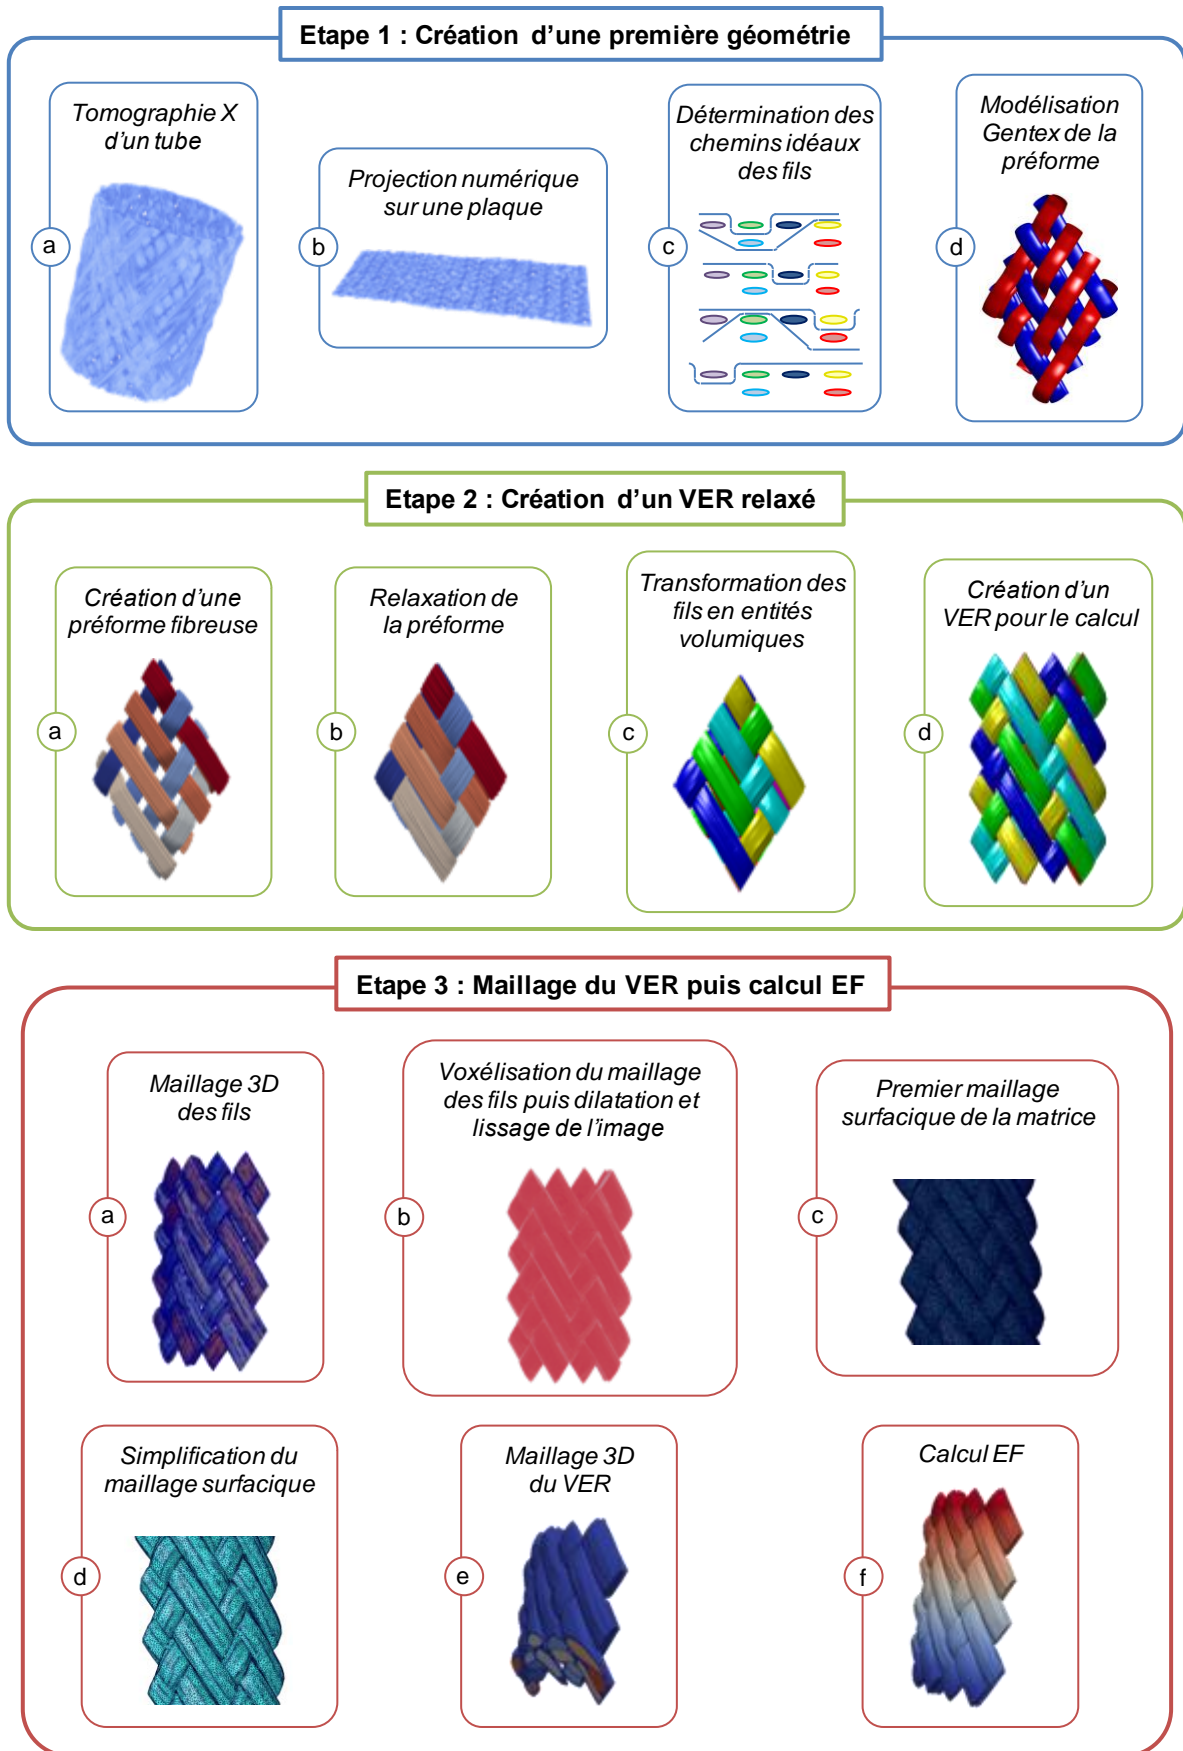 Etape 1 : Création d’une première géométrie
Tomographie X
d’un tube
a
Projection numérique
sur une plaque
b
Détermination des
chemins idéaux
des fils
c
Modélisation
Gentex de la
préforme
d
Etape 2 : Création d’un VER relaxé
Création d’une
préforme fibreuse
a
Relaxation de
la préforme
b
Transformation des
fils en entités
volumiques
c
Création d’un
VER pour le calcul
d
Etape 3 : Maillage du VER puis calcul EF
Maillage 3D
des fils
a
Voxélisation du maillage
des fils puis dilatation et
lissage de l’image
b
Premier maillage
surfacique de la matrice
c
Simplification du
maillage surfacique
d
Maillage 3D
du VER
e
Calcul EF
f